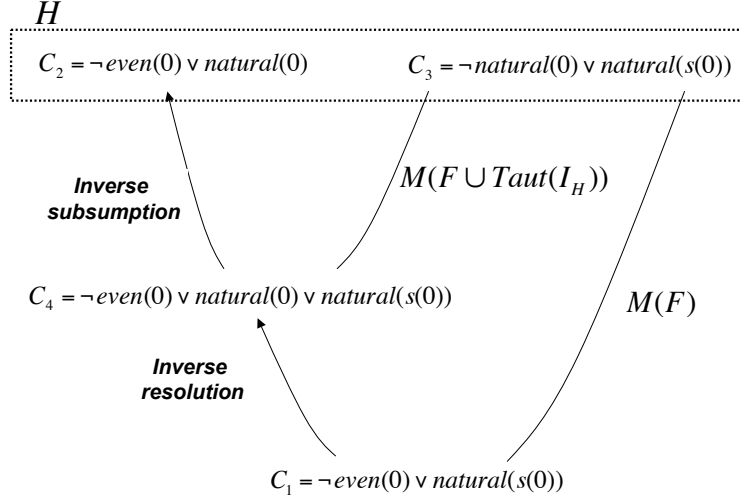 H
C₂ = ¬even(0) ∨ natural(0)
C₃ = ¬natural(0) ∨ natural(s(0))
Inverse
subsumption
M(F ∪ Taut(I_H))
C₄ = ¬even(0) ∨ natural(0) ∨ natural(s(0))
M(F)
Inverse
resolution
C₁ = ¬even(0) ∨ natural(s(0))